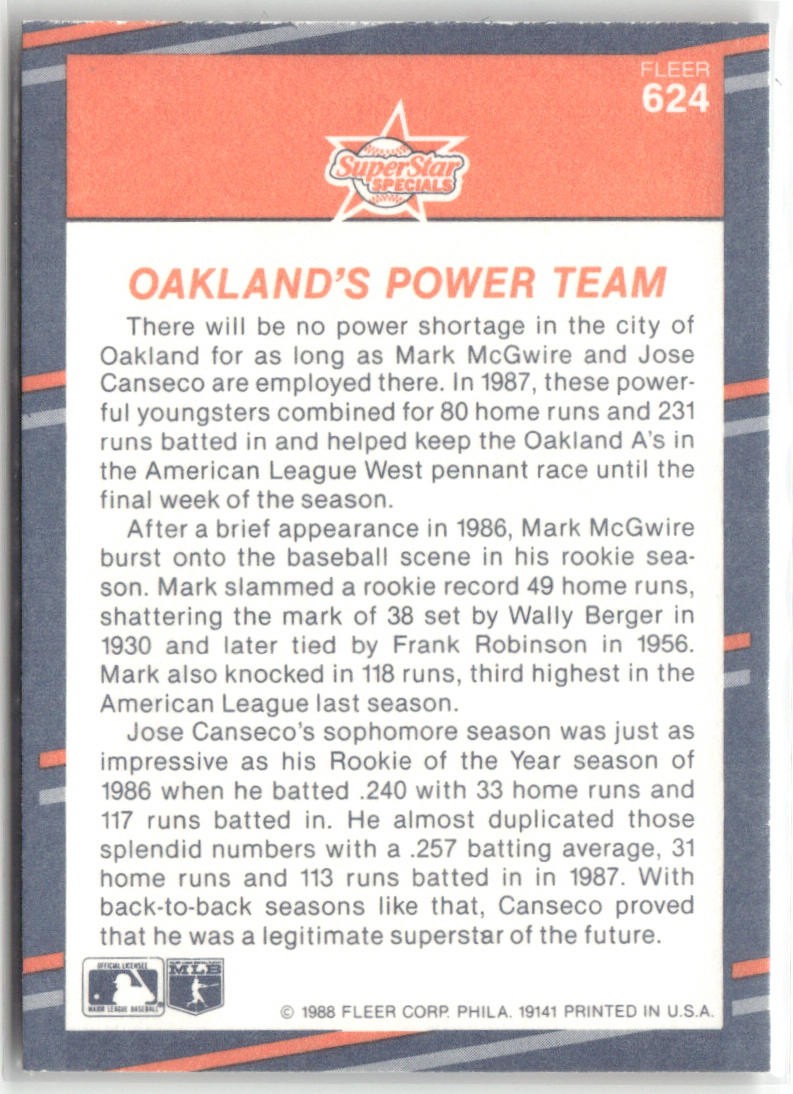 FLEER
624
SuperStar
SPECIALS
OAKLAND'S POWER TEAM
There will be no power shortage in the city of
Oakland for as long as Mark McGwire and Jose
Canseco are employed there. In 1987, these power-
ful youngsters combined for 80 home runs and 231
runs batted in and helped keep the Oakland A's in
the American League West pennant race until the
final week of the season.
After a brief appearance in 1986, Mark McGwire
burst onto the baseball scene in his rookie sea-
son. Mark slammed a rookie record 49 home runs,
shattering the mark of 38 set by Wally Berger in
1930 and later tied by Frank Robinson in 1956.
Mark also knocked in 118 runs, third highest in the
American League last season.
Jose Canseco's sophomore season was just as
impressive as his Rookie of the Year season of
1986 when he batted .240 with 33 home runs and
117 runs batted in. He almost duplicated those
splendid numbers with a .257 batting average, 31
home runs and 113 runs batted in in 1987. With
back-to-back seasons like that, Canseco proved
that he was a legitimate superstar of the future.
OFFICIAL LICENSEE
MAJOR LEAGUE BASEBALL
MLB
© 1988 FLEER CORP. PHILA. 19141 PRINTED IN U.S.A.